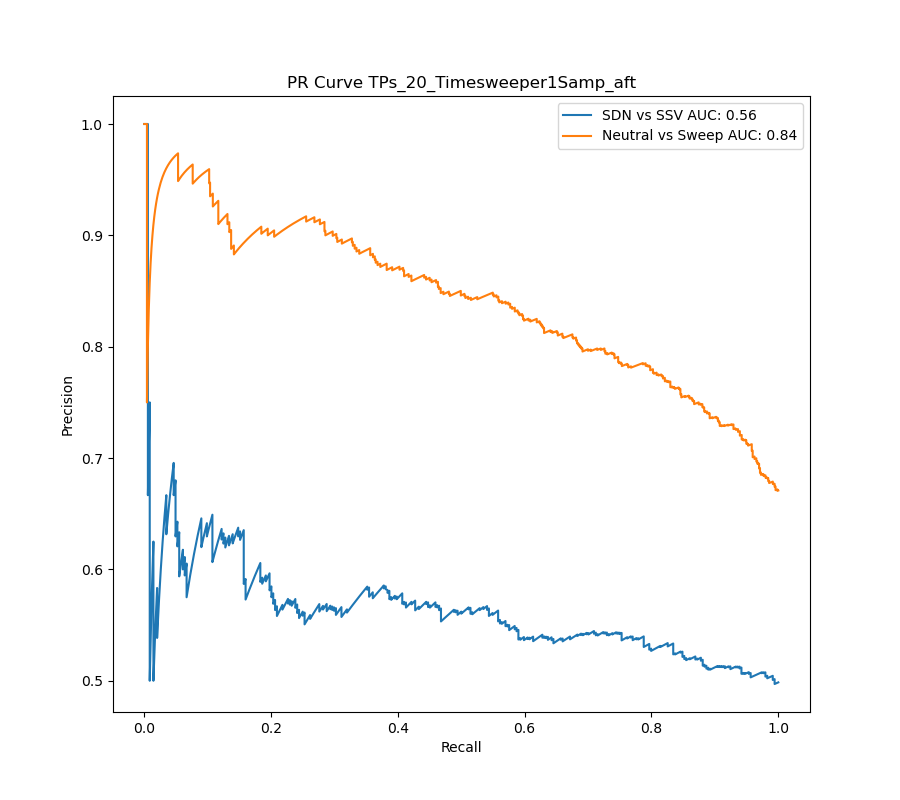 PR Curve TPs_20_Timesweeper1Samp_aft
SDN vs SSV AUC: 0.56
Neutral vs Sweep AUC: 0.84
1.0
0.9
0.8
0.7
0.6
0.5
Precision
0.0 0.2 0.4 0.6 0.8 1.0
Recall